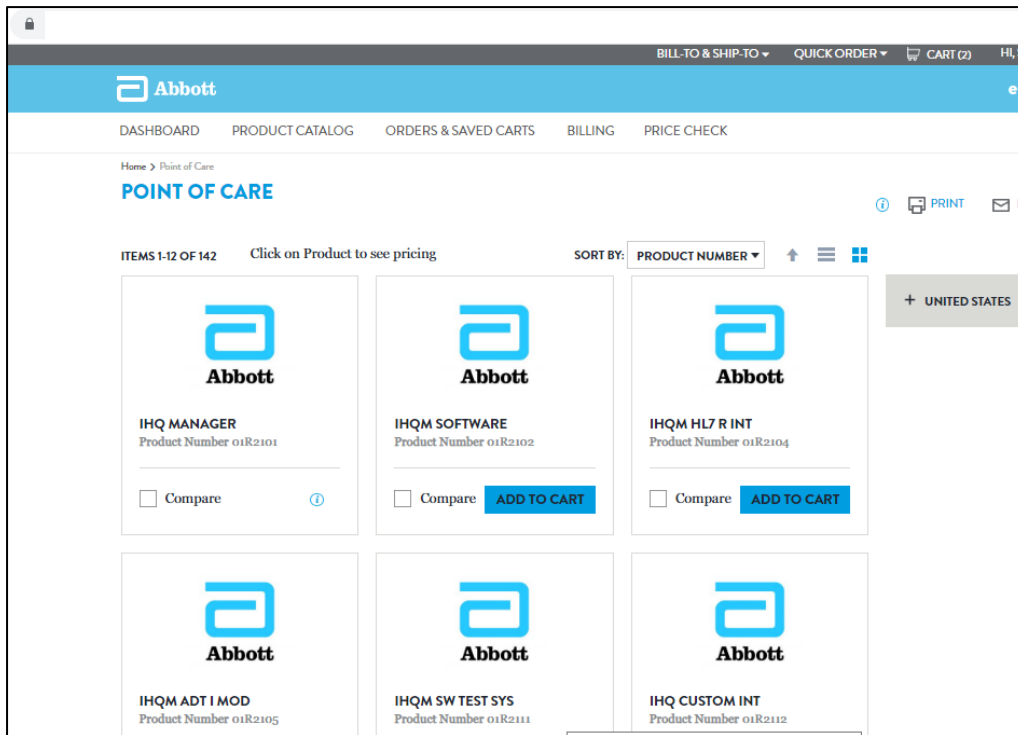 BILL-TO & SHIP-TO QUICK ORDER CART (2) HI,
Abbott
DASHBOARD PRODUCT CATALOG ORDERS & SAVED CARTS BILLING PRICE CHECK
Home > Point of Care
POINT OF CARE
PRINT
ITEMS 1-12 OF 142 Click on Product to see pricing SORT BY: PRODUCT NUMBER
+ UNITED STATES
Abbott Abbott Abbott
IHQ MANAGER IHQM SOFTWARE IHQM HL7 R INT
Product Number 01R2101 Product Number 01R2102 Product Number 01R2104
Compare Compare ADD TO CART Compare ADD TO CART
Abbott Abbott Abbott
IHQM ADT I MOD IHQM SW TEST SYS IHQ CUSTOM INT
Product Number 01R2105 Product Number 01R2111 Product Number 01R2112